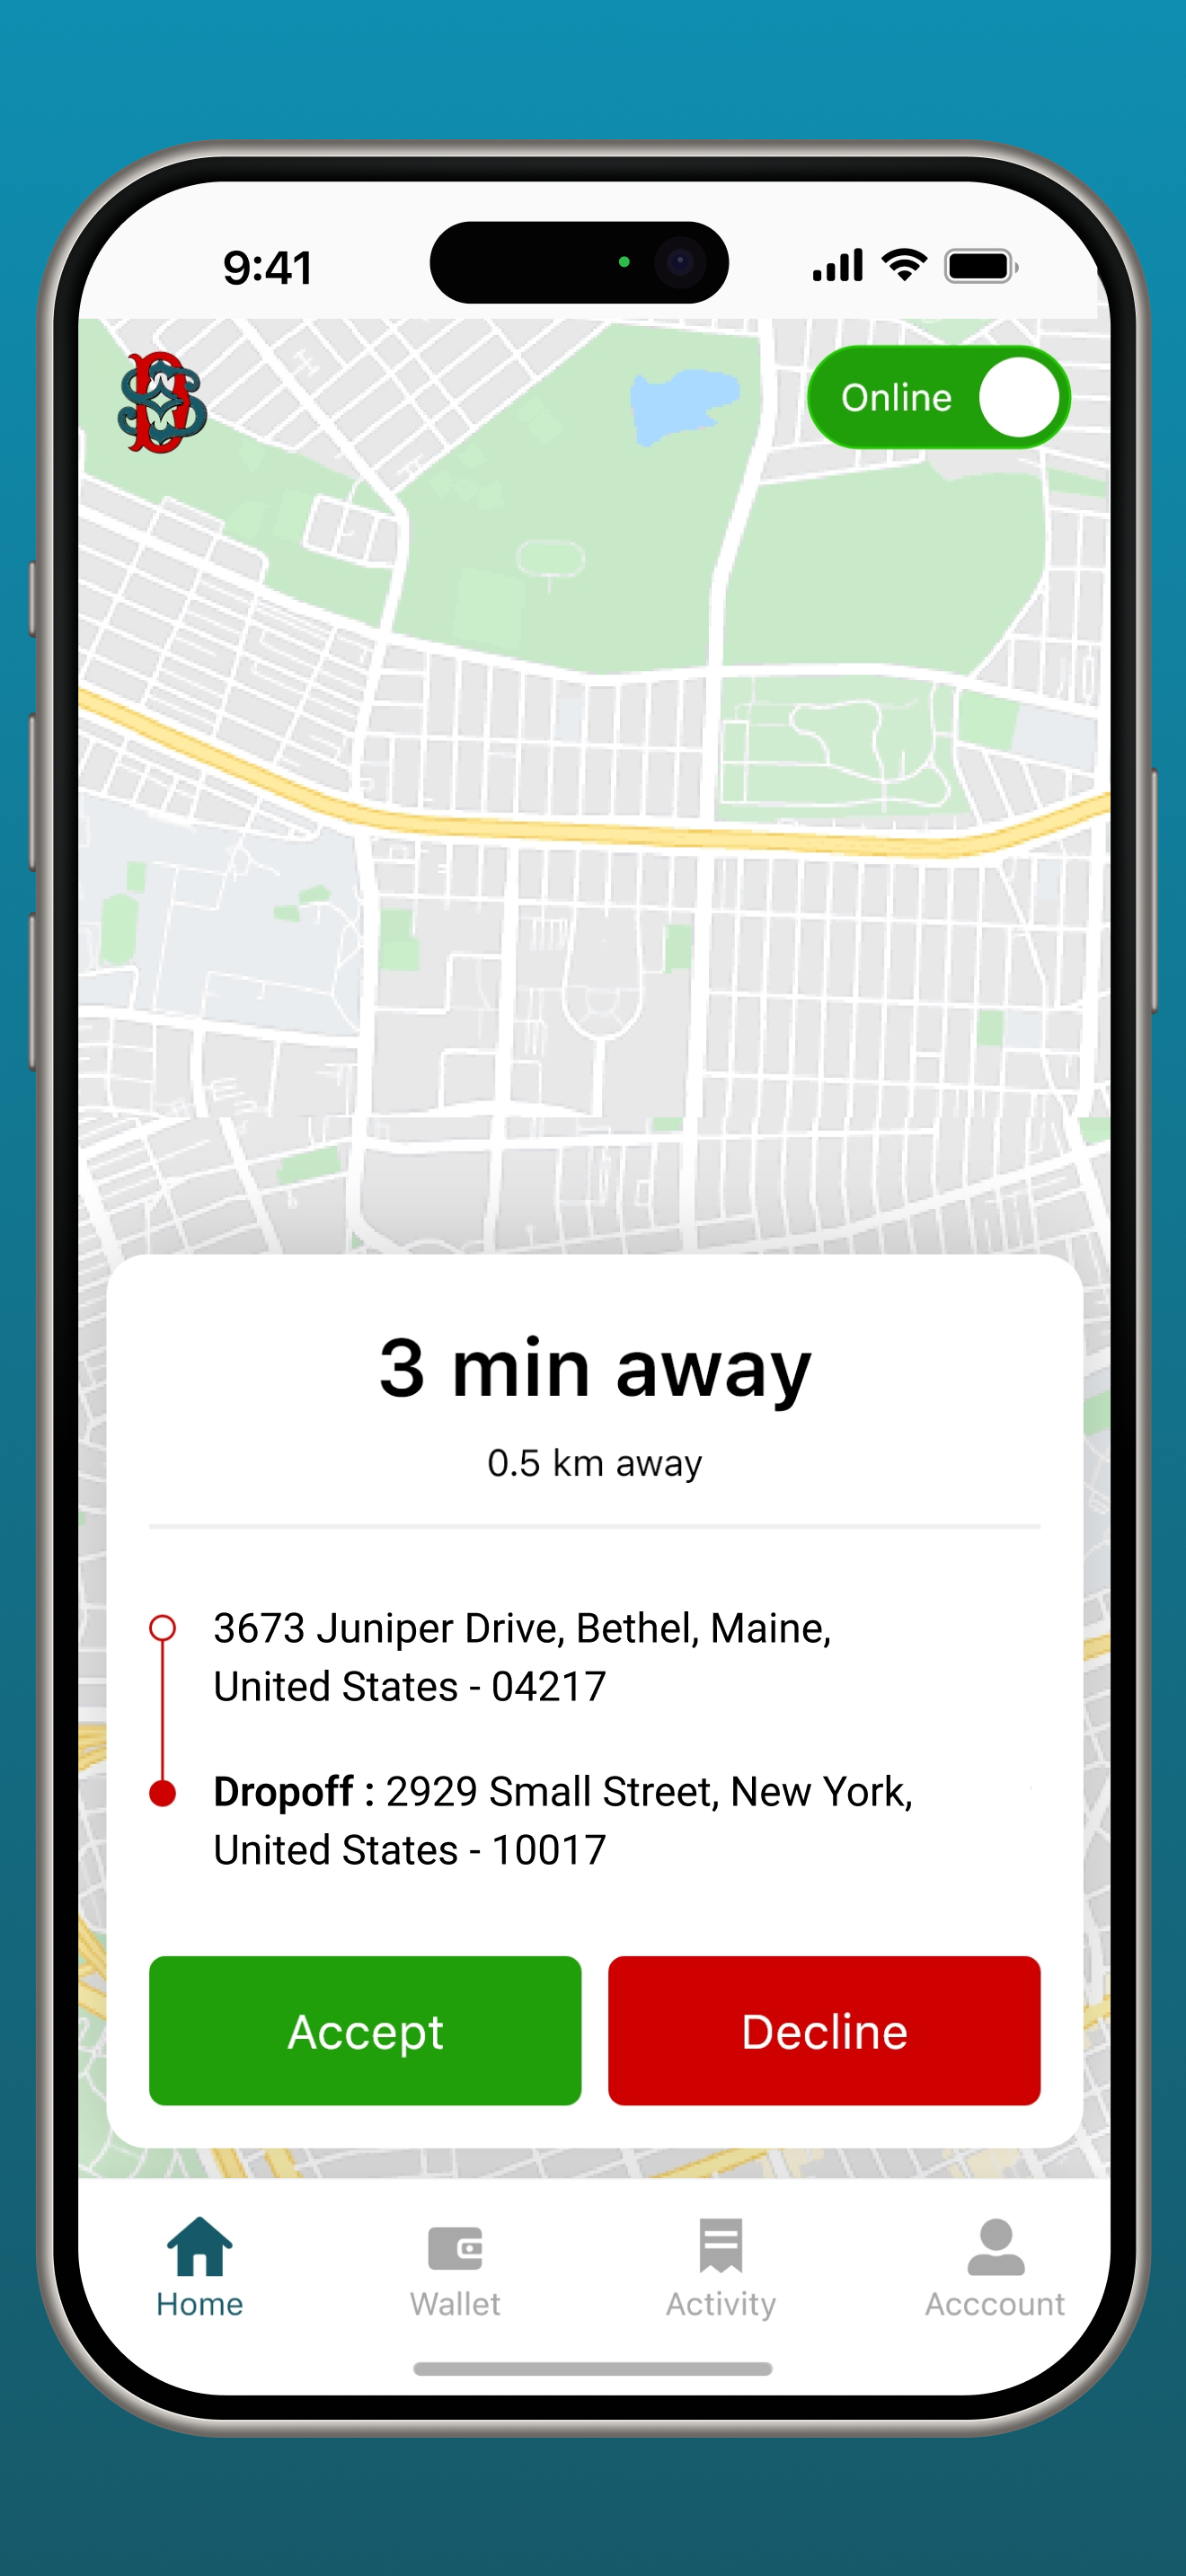 9:41
Online
3 min away
0.5 km away
3673 Juniper Drive, Bethel, Maine,
United States - 04217
Dropoff : 2929 Small Street, New York,
United States - 10017
Accept
Decline
Home
Wallet
Activity
Acccount